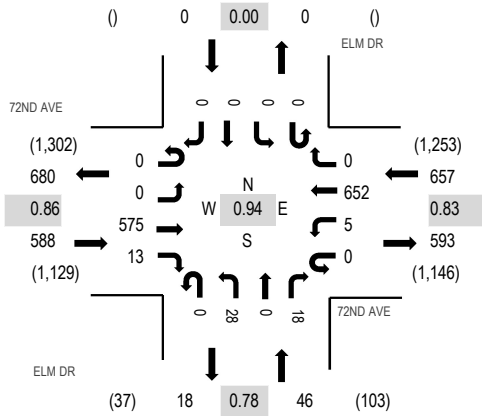 () 0 0.00 0 ()
ELM DR
72ND AVE
0 0 0 0
(1,302) 0 0 (1,253)
680 0 N 652 657
0.86 W 0.94 E 0.83
588 575 S 5 593
(1,129) 13 0 (1,146)
0 28 0 18
72ND AVE
ELM DR
(37) 18 0.78 46 (103)